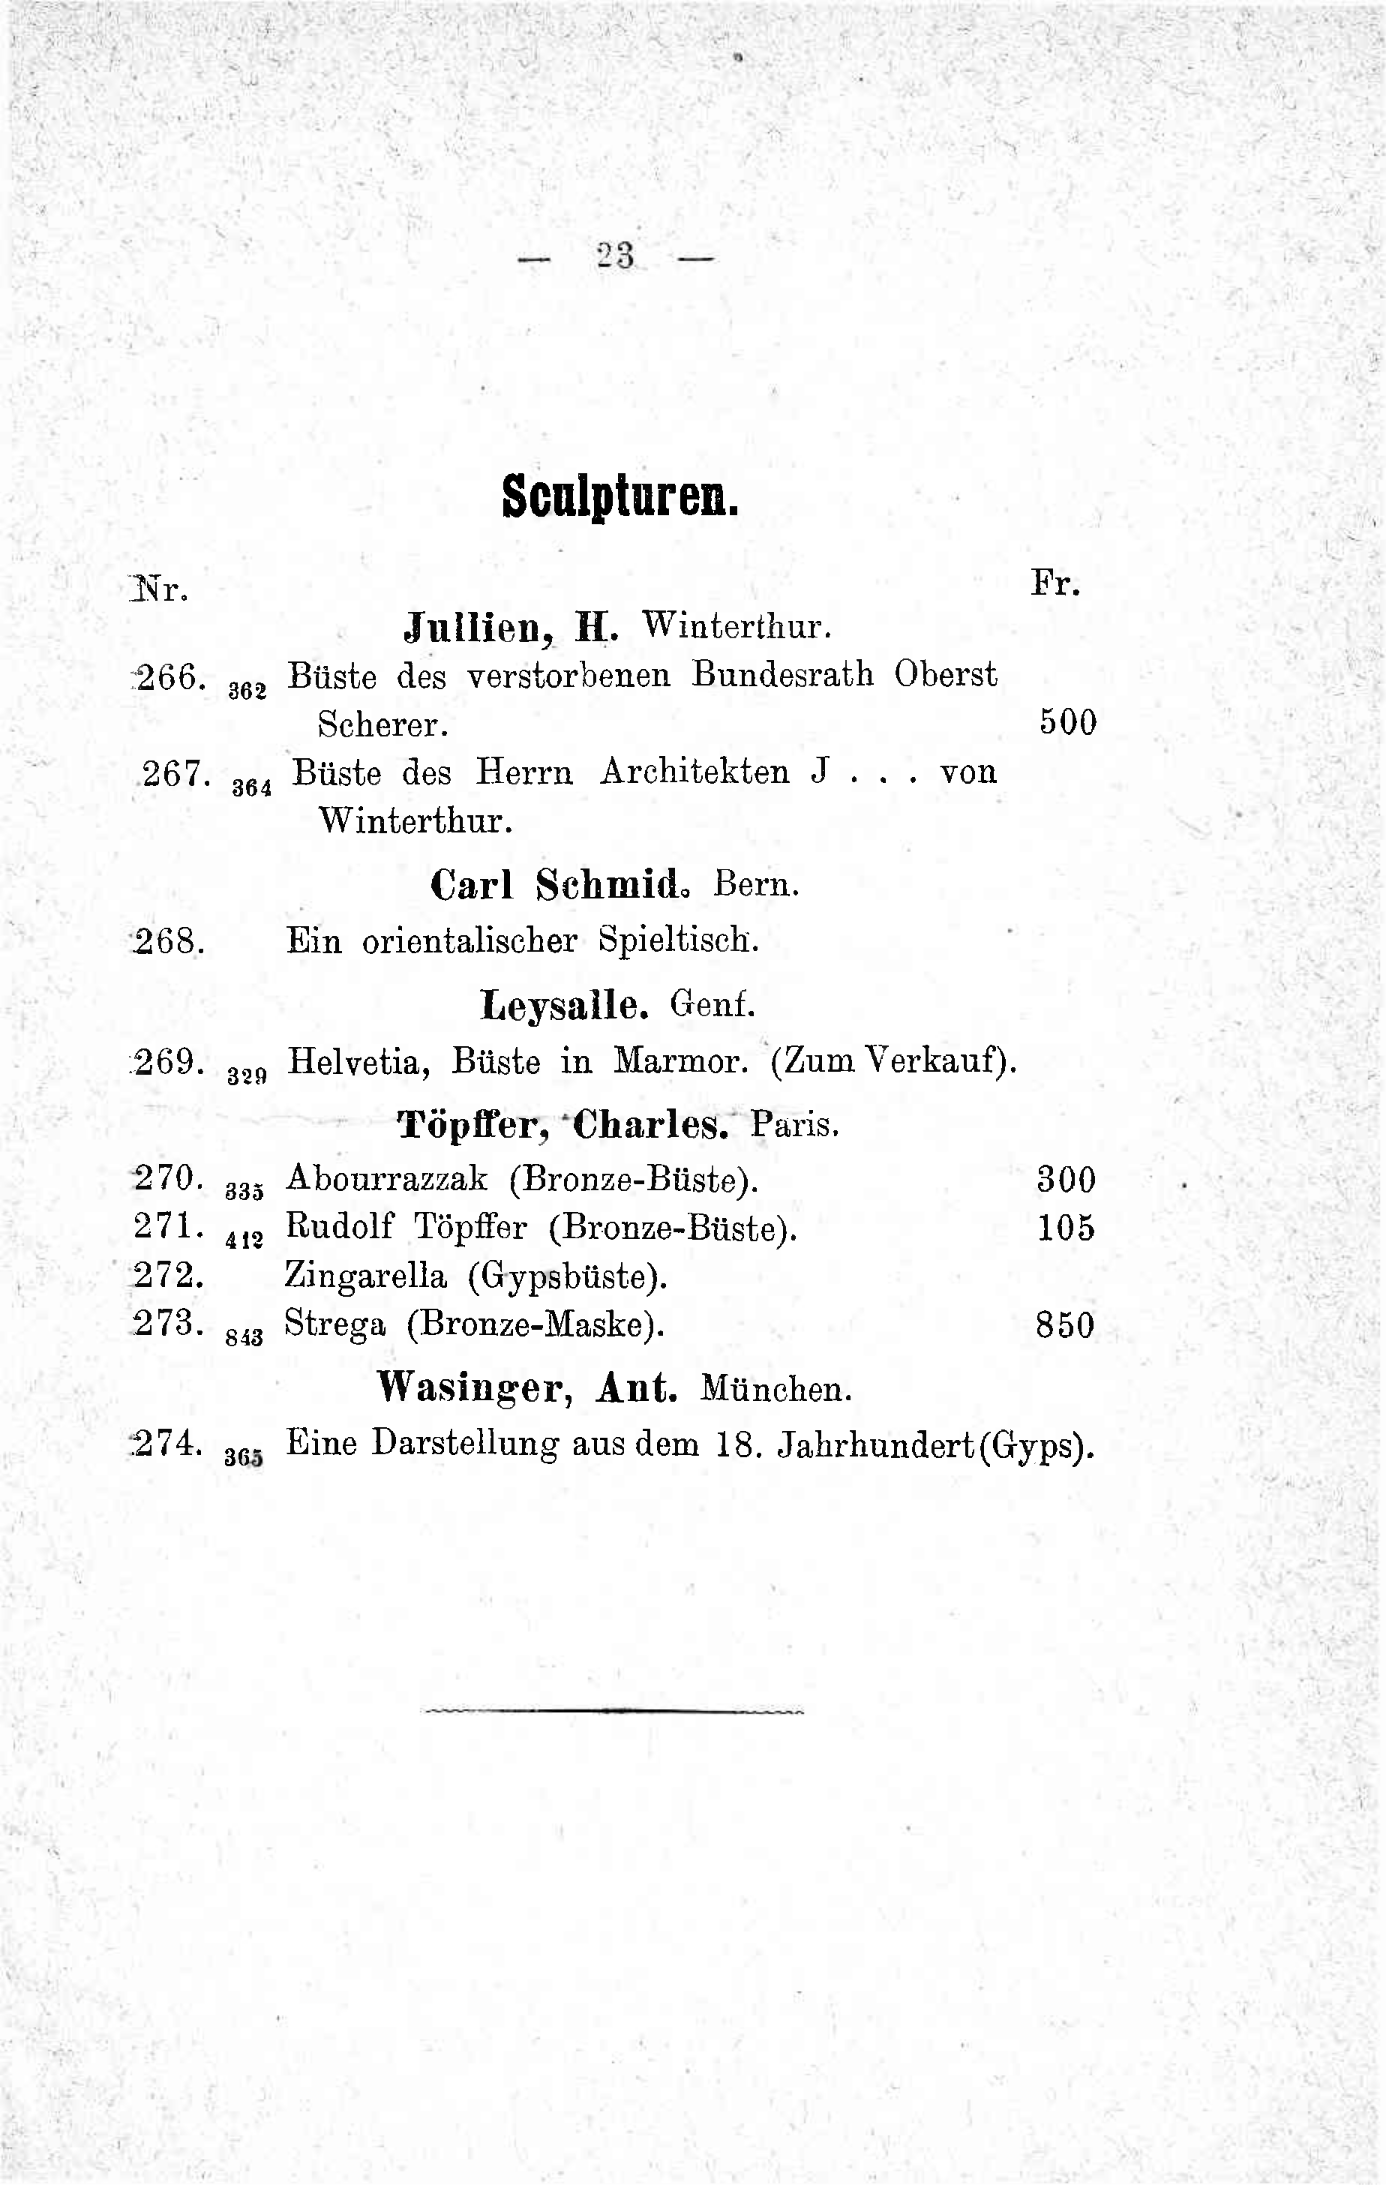 — 23 —
Sculpturen.
Nr. Fr.
Jullien, H. Winterthur.
266. 362 Büste des verstorbenen Bundesrath Oberst
Scherer. 500
267. 364 Büste des Herrn Architekten J . . . von
Winterthur.
Carl Schmid. Bern.
268. Ein orientalischer Spieltisch.
Leysalle. Genf.
269. 329 Helvetia, Büste in Marmor. (Zum Verkauf).
Töpffer, Charles. Paris.
270. 335 Abourrazzak (Bronze-Büste). 300
271. 412 Rudolf Töpffer (Bronze-Büste). 105
272. Zingarella (Gypsbüste).
273. 843 Strega (Bronze-Maske). 850
Wasinger, Ant. München.
274. 365 Eine Darstellung aus dem 18. Jahrhundert (Gyps).